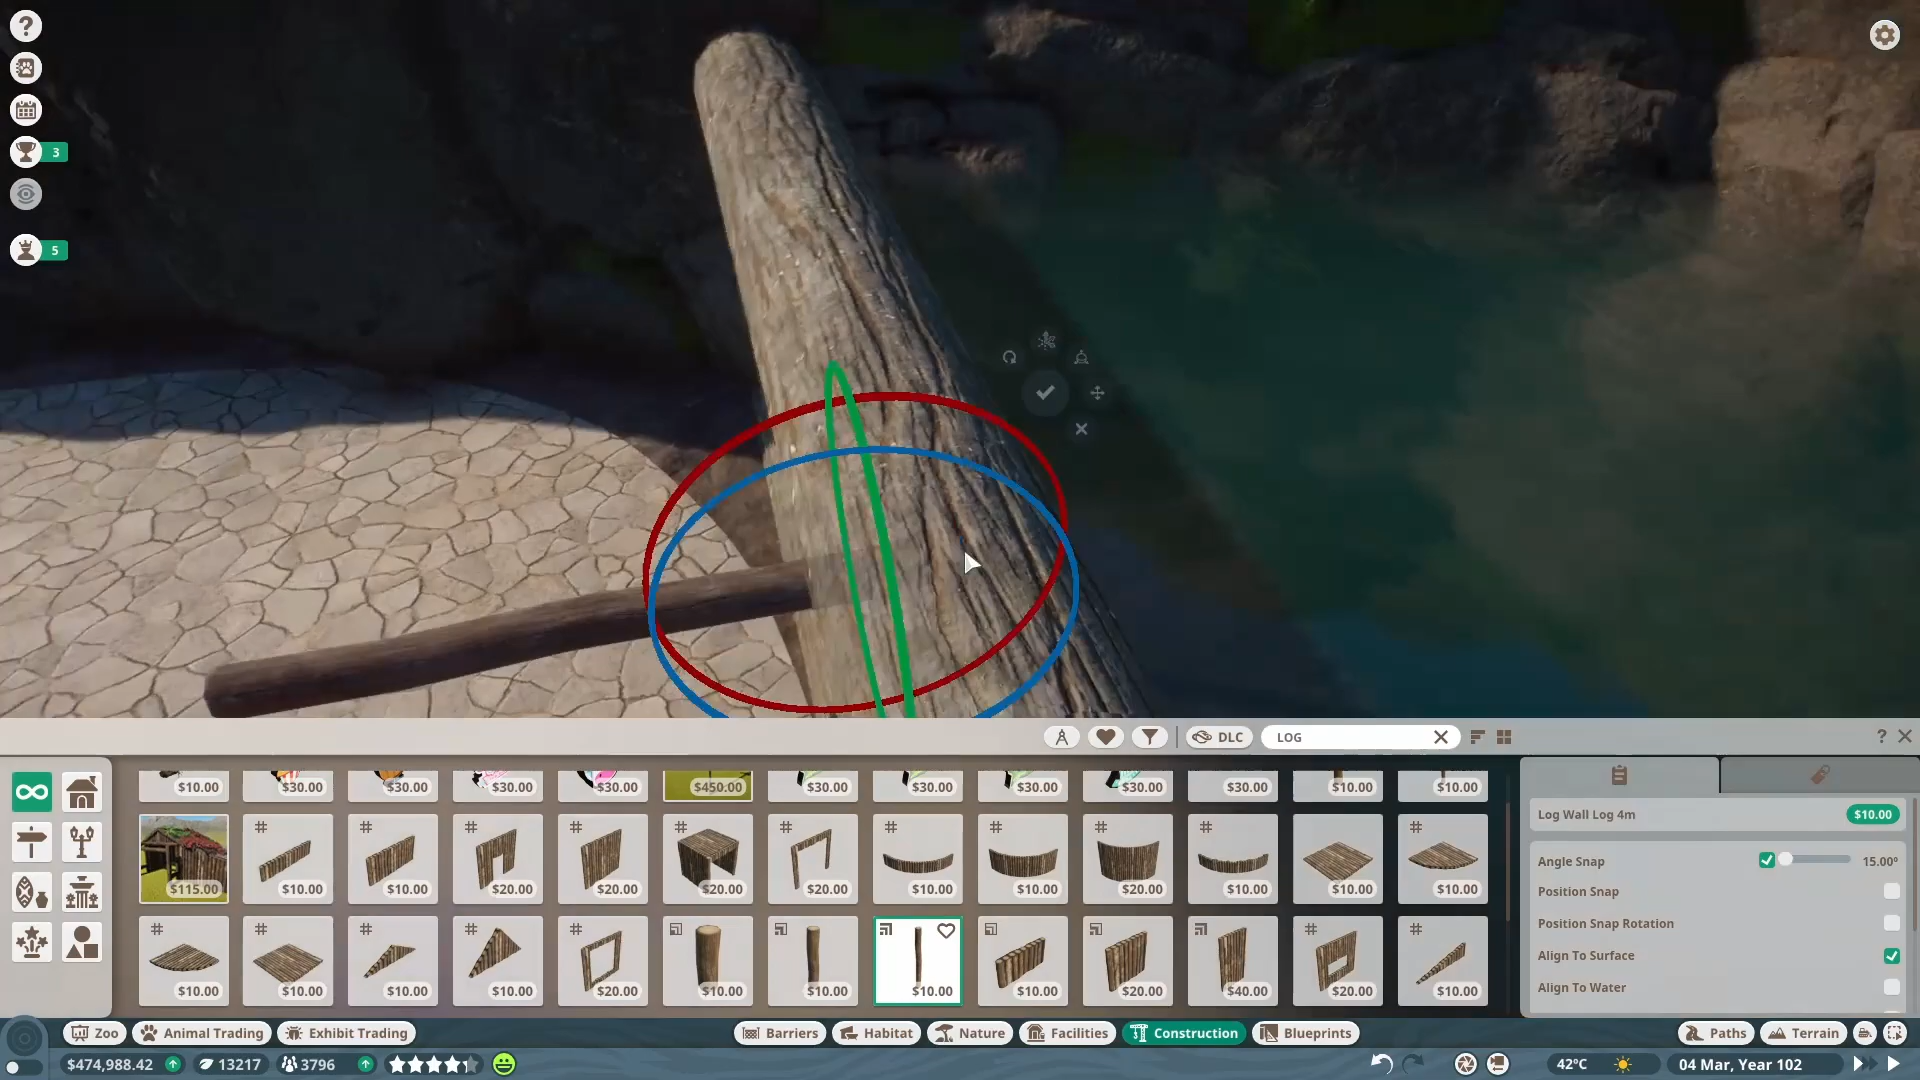 ?
3
5
DLC
LOG
?
$10.00 $30.00 $30.00 $30.00 $30.00 $450.00 $30.00 $30.00 $30.00 $30.00 $30.00 $10.00 $10.00
$115.00 $10.00 $10.00 $20.00 $20.00 $20.00 $20.00 $10.00 $10.00 $20.00 $10.00 $10.00 $10.00
$10.00 $10.00 $10.00 $10.00 $20.00 $10.00 $10.00 $10.00 $10.00 $20.00 $40.00 $20.00 $10.00
Log Wall Log 4m $10.00
Angle Snap 15.00°
Position Snap
Position Snap Rotation
Align To Surface
Align To Water
Zoo Animal Trading Exhibit Trading Barriers Habitat Nature Facilities Construction Blueprints Paths Terrain
$474,988.42 13217 3796 42°C 04 Mar, Year 102